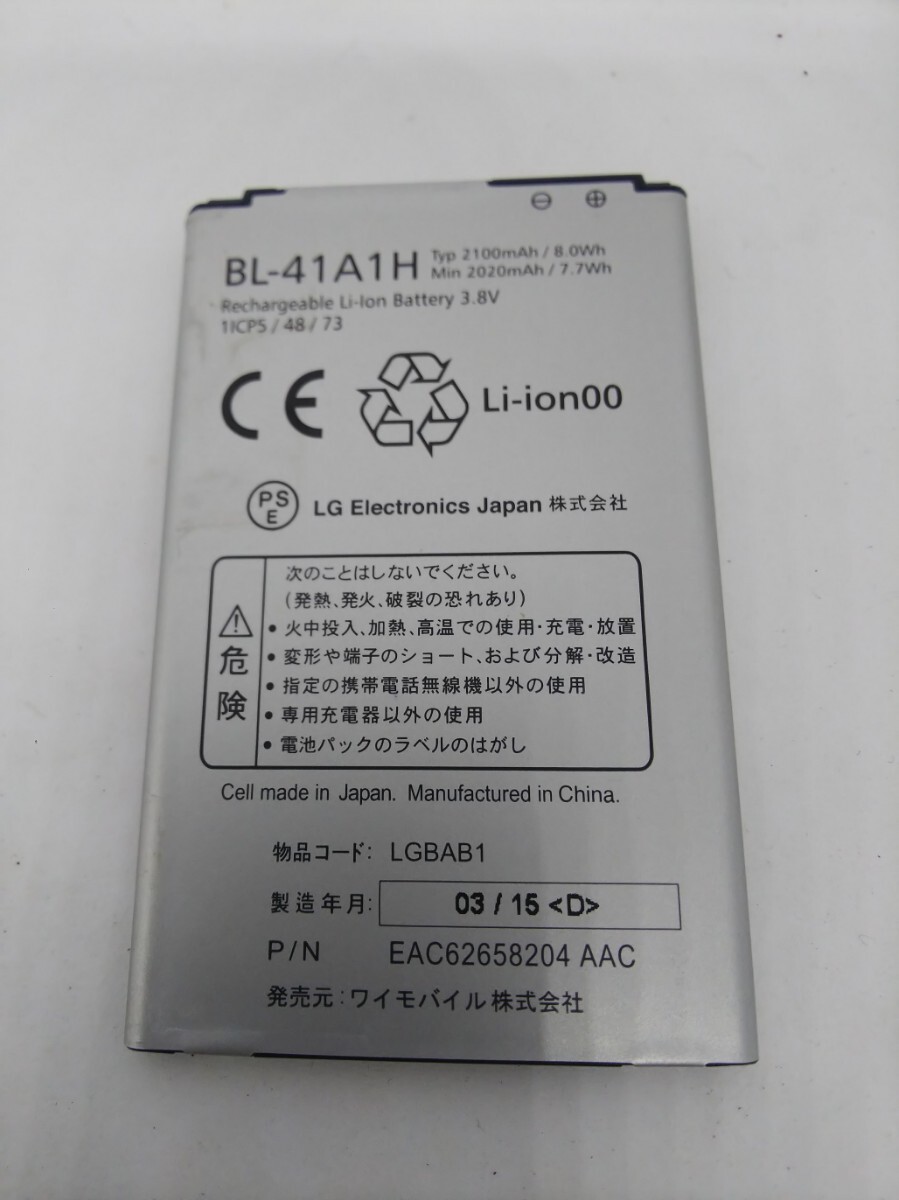 ⊖ ⊕
BL-41A1H
Typ 2100mAh / 8.0Wh
Min 2020mAh / 7.7Wh
Rechargeable Li-Ion Battery 3.8V
1ICP5 / 48 / 73
CE
Li-ion00
PS
E
LG Electronics Japan 株式会社
危険
次のことはしないでください。
(発熱、発火、破裂の恐れあり)
• 火中投入、加熱、高温での使用・充電・放置
• 変形や端子のショート、および分解・改造
• 指定の携帯電話無線機以外の使用
• 専用充電器以外の使用
• 電池パックのラベルのはがし
Cell made in Japan. Manufactured in China.
物品コード: LGBAB1
製造年月: 03 / 15 <D>
P/N EAC62658204 AAC
発売元:ワイモバイル株式会社